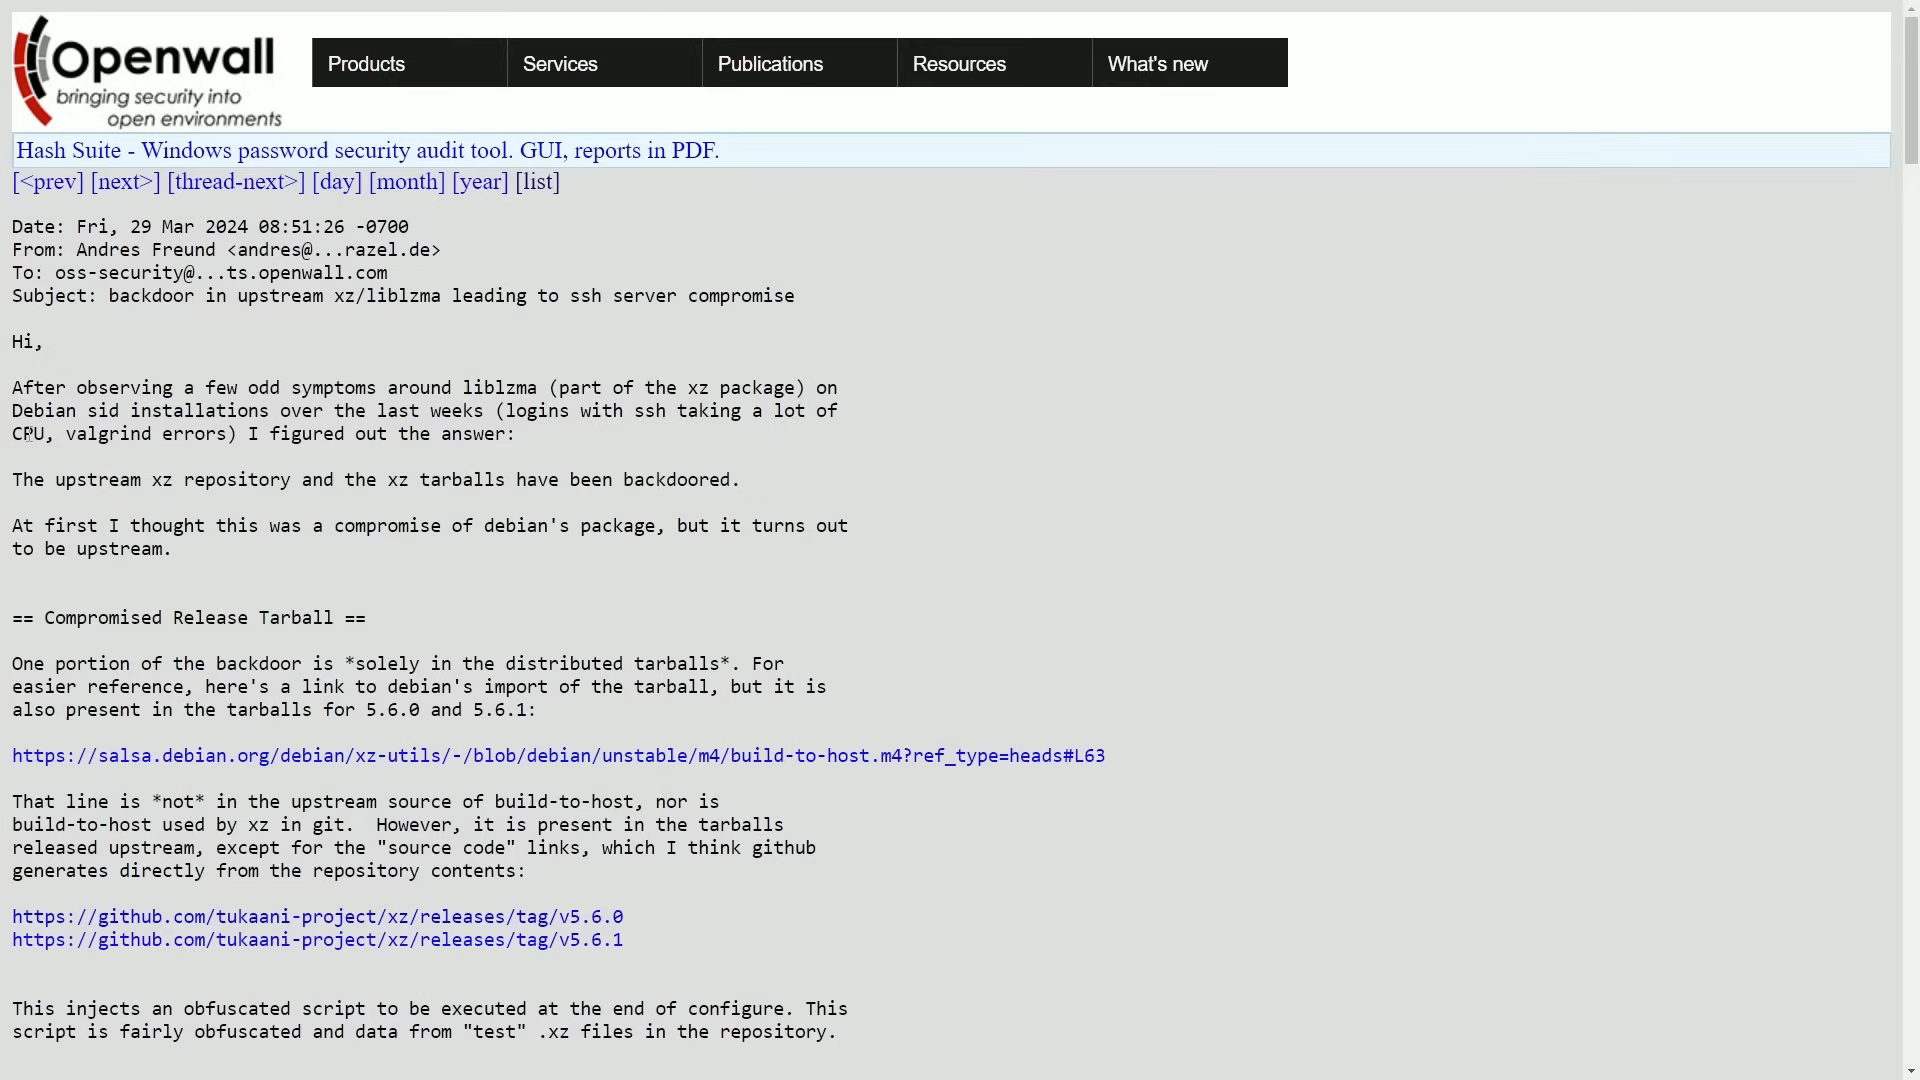 Openwall
bringing security into
open environments
Products
Services
Publications
Resources
What's new
Hash Suite - Windows password security audit tool. GUI, reports in PDF.
[<prev] [next>] [thread-next>] [day] [month] [year] [list]
Date: Fri, 29 Mar 2024 08:51:26 -0700
From: Andres Freund <andres@...razel.de>
To: oss-security@...ts.openwall.com
Subject: backdoor in upstream xz/liblzma leading to ssh server compromise
Hi,
After observing a few odd symptoms around liblzma (part of the xz package) on
Debian sid installations over the last weeks (logins with ssh taking a lot of
CPU, valgrind errors) I figured out the answer:
The upstream xz repository and the xz tarballs have been backdoored.
At first I thought this was a compromise of debian's package, but it turns out
to be upstream.
== Compromised Release Tarball ==
One portion of the backdoor is *solely in the distributed tarballs*. For
easier reference, here's a link to debian's import of the tarball, but it is
also present in the tarballs for 5.6.0 and 5.6.1:
https://salsa.debian.org/debian/xz-utils/-/blob/debian/unstable/m4/build-to-host.m4?ref_type=heads#L63
That line is *not* in the upstream source of build-to-host, nor is
build-to-host used by xz in git.  However, it is present in the tarballs
released upstream, except for the "source code" links, which I think github
generates directly from the repository contents:
https://github.com/tukaani-project/xz/releases/tag/v5.6.0
https://github.com/tukaani-project/xz/releases/tag/v5.6.1
This injects an obfuscated script to be executed at the end of configure. This
script is fairly obfuscated and data from "test" .xz files in the repository.